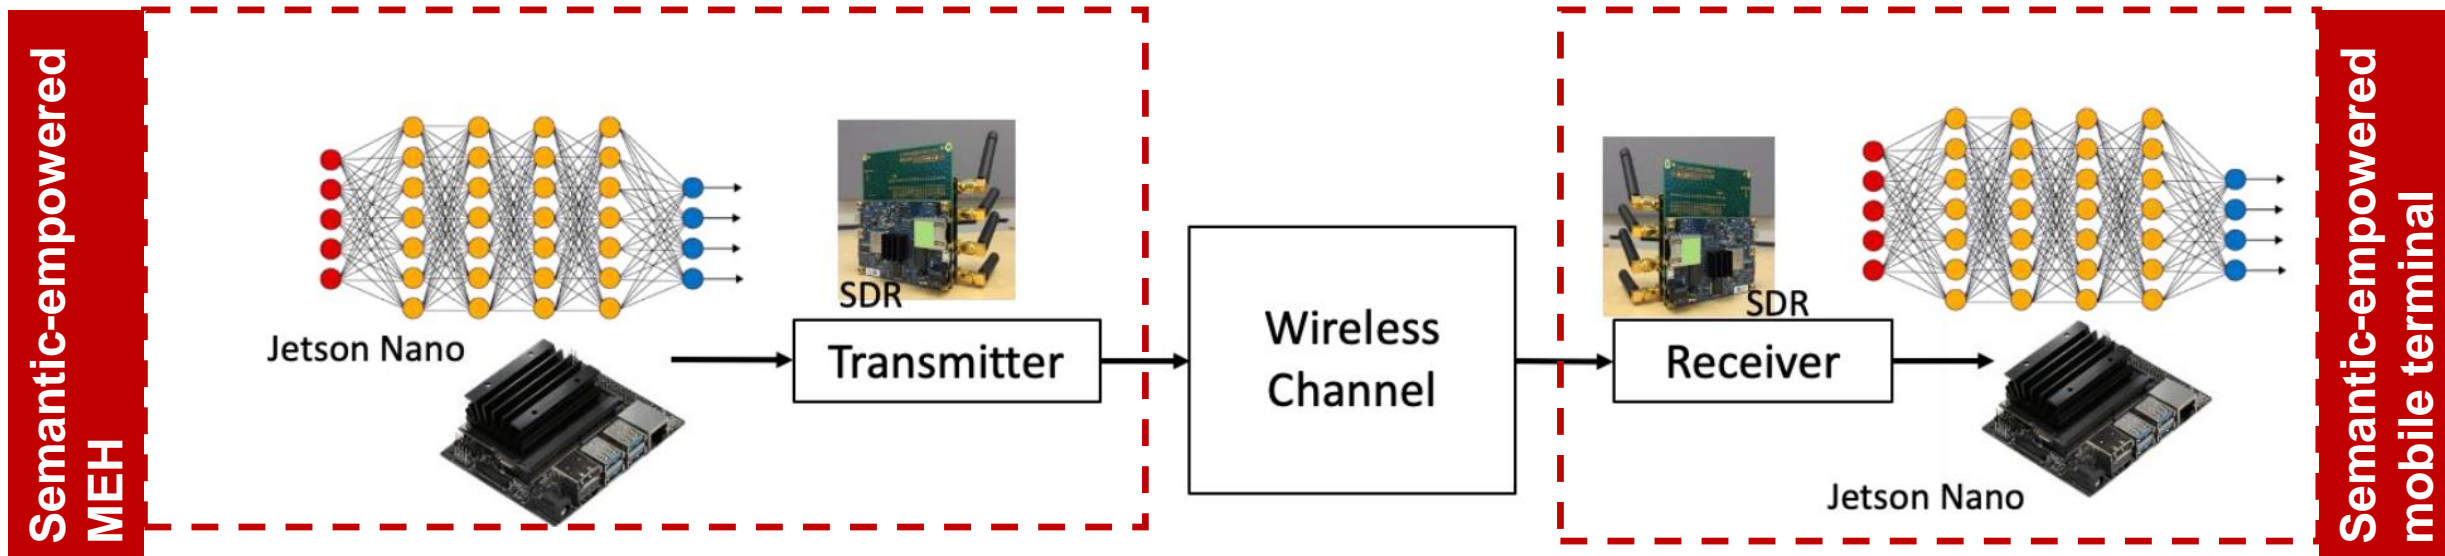 Semantic-empowered
MEH
Jetson Nano
SDR
Transmitter
Wireless
Channel
SDR
Receiver
Jetson Nano
Semantic-empowered
mobile terminal